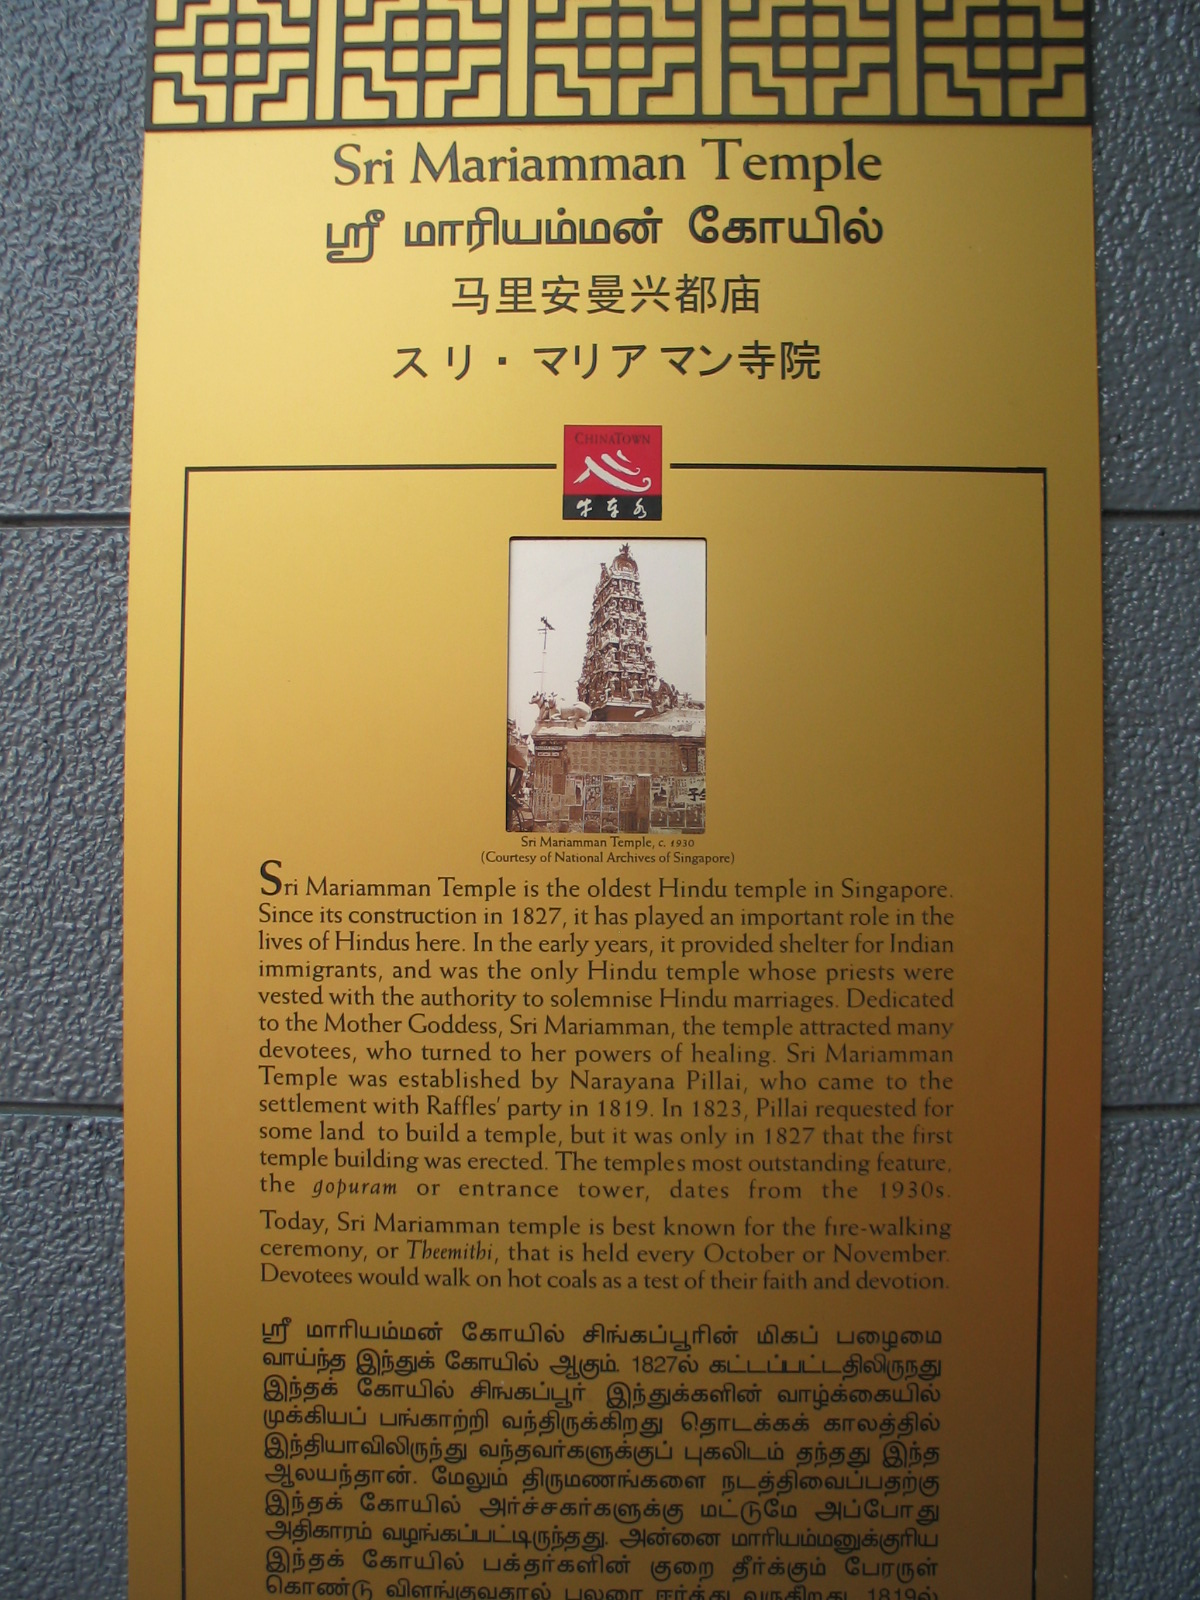 Sri Mariamman Temple
ஸ்ரீ மாரியம்மன் கோயில்
马里安曼兴都庙
スリ・マリアマン寺院
CHINATOWN
牛车水
Sri Mariamman Temple, c. 1930
(Courtesy of National Archives of Singapore)
Sri Mariamman Temple is the oldest Hindu temple in Singapore.
Since its construction in 1827, it has played an important role in the
lives of Hindus here. In the early years, it provided shelter for Indian
immigrants, and was the only Hindu temple whose priests were
vested with the authority to solemnise Hindu marriages. Dedicated
to the Mother Goddess, Sri Mariamman, the temple attracted many
devotees, who turned to her powers of healing. Sri Mariamman
Temple was established by Narayana Pillai, who came to the
settlement with Raffles' party in 1819. In 1823, Pillai requested for
some land to build a temple, but it was only in 1827 that the first
temple building was erected. The temples most outstanding feature,
the gopuram or entrance tower, dates from the 1930s.
Today, Sri Mariamman temple is best known for the fire-walking
ceremony, or Theemithi, that is held every October or November.
Devotees would walk on hot coals as a test of their faith and devotion.
ஸ்ரீ மாரியம்மன் கோயில் சிங்கப்பூரின் மிகப் பழைமை
வாய்ந்த இந்துக் கோயில் ஆகும். 1827ல் கட்டப்பட்டதிலிருநது
இந்தக் கோயில் சிங்கப்பூர் இந்துக்களின் வாழ்க்கையில்
முக்கியப் பங்காற்றி வந்திருக்கிறது தொடக்கக் காலத்தில்
இந்தியாவிலிருந்து வந்தவர்களுக்குப் புகலிடம் தந்தது இந்த
ஆலயந்தான். மேலும் திருமணங்களை நடத்திவைப்பதற்கு
இந்தக் கோயில் அர்ச்சகர்களுக்கு மட்டுமே அப்போது
அதிகாரம் வழங்கப்பட்டிருந்தது. அன்னை மாரியம்மனுக்குரிய
இந்தக் கோயில் பக்தர்களின் குறை தீர்க்கும் பேரருள்
கொண்டு விளங்குவதால் பலரை ஈர்த்து வருகிறது. 1819ல்